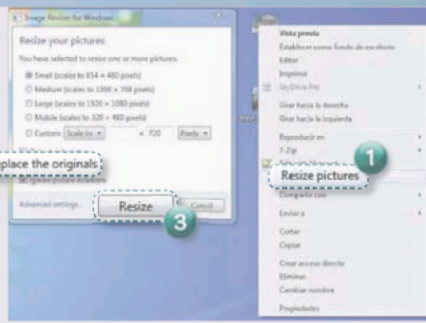 Image Resizer for Windows
Resize your pictures
You have selected to resize one or more pictures.
Small (scales to 854 × 480 pixels)
Medium (scales to 1366 × 768 pixels)
Large (scales to 1920 × 1080 pixels)
Mobile (scales to 320 × 480 pixels)
Custom: Scale to × 720 Pixels
place the originals
Ignore picture rotations
Advanced settings...
Resize
Cancel
3
Vista previa
Establecer como fondo de escritorio
Editar
Imprimir
SkyDrive Pro
Girar hacia la derecha
Girar hacia la izquierda
Reproducir en
7-Zip
1
Resize pictures
Compartir con
Enviar a
Cortar
Copiar
Crear acceso directo
Eliminar
Cambiar nombre
Propiedades